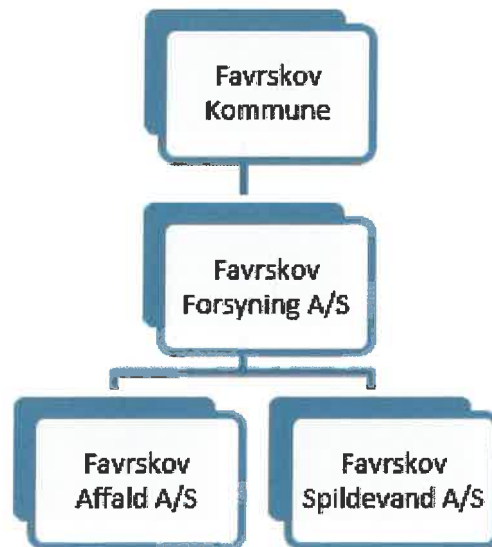 Favrskov
Kommune
Favrskov
Forsyning A/S
Favrskov
Affald A/S
Favrskov
Spildevand A/S